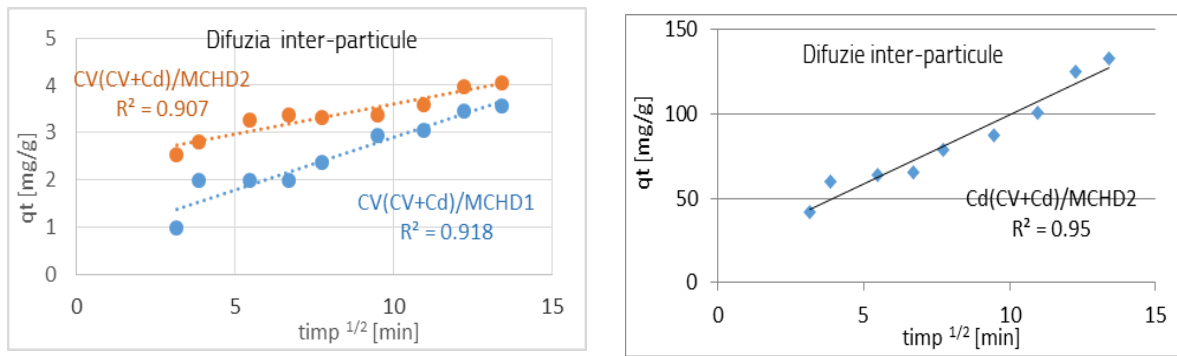 Difuzia inter-particule
CV(CV+Cd)/MCHD2
R² = 0.907
CV(CV+Cd)/MCHD1
R² = 0.918
qt [mg/g]
5
4
3
2
1
0
0 5 10 15
timp 1/2 [min]
Difuzie inter-particule
Cd(CV+Cd)/MCHD2
R² = 0.95
qt [mg/g]
150
100
50
0
0 5 10 15
timp 1/2 [min]